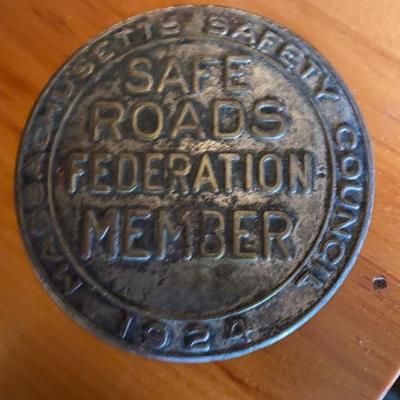 MASSACHUSETTS SAFETY COUNCIL
SAFE
ROADS
FEDERATION
MEMBER
1924